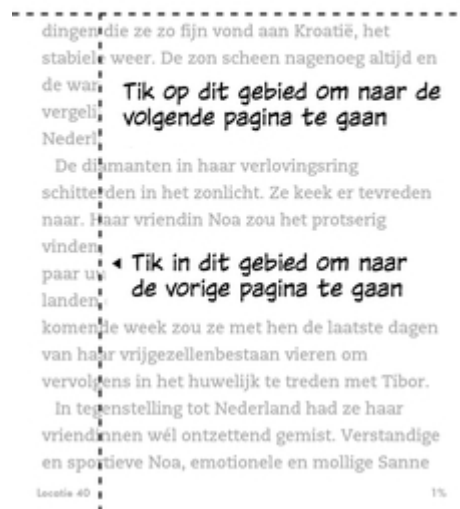 dingen die ze zo fijn vond aan Kroatië, het
stabiele weer. De zon scheen nagenoeg altijd en
de war
vergeli
Nederl
Tik op dit gebied om naar de
volgende pagina te gaan
De diamanten in haar verlovingsring
schitterden in het zonlicht. Ze keek er tevreden
naar. Haar vriendin Noa zou het protserig
vinden
paar uu
landen,
◂ Tik in dit gebied om naar
de vorige pagina te gaan
komende week zou ze met hen de laatste dagen
van haar vrijgezellenbestaan vieren om
vervolgens in het huwelijk te treden met Tibor.
In tegenstelling tot Nederland had ze haar
vriendinnen wél ontzettend gemist. Verstandige
en sportieve Noa, emotionele en mollige Sanne
Locatie 40 1%